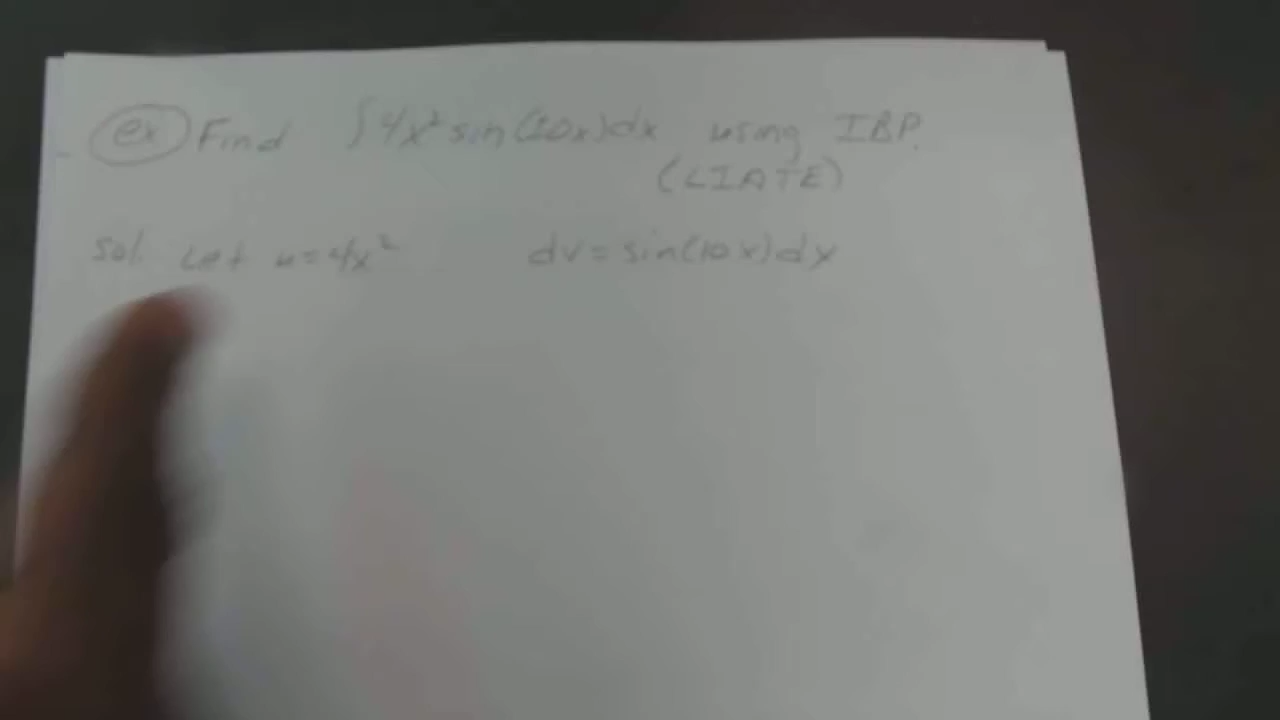 ex Find ∫4x² sin(10x)dx using IBP.
(LIATE)
Sol. Let u=4x² dv=sin(10x)dx